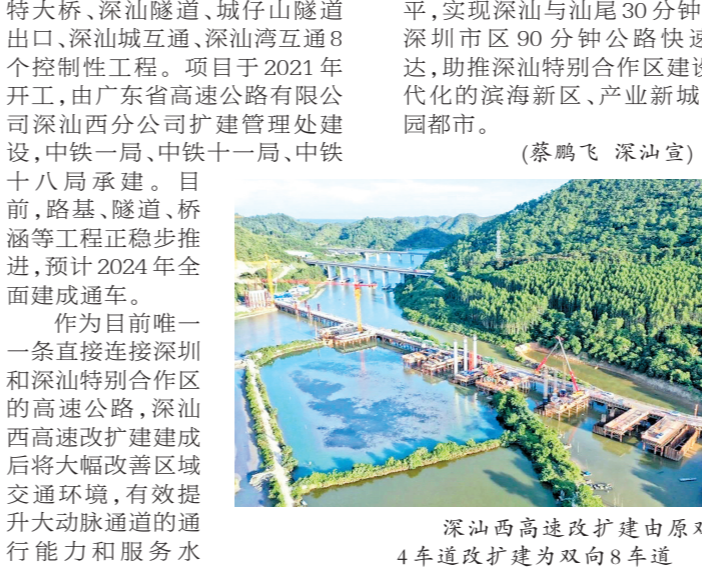 特大桥、深汕隧道、城仔山隧道
出口、深汕城互通、深汕湾互通8
个控制性工程。项目于2021年
开工,由广东省高速公路有限公
司深汕西分公司扩建管理处建
设,中铁一局、中铁十一局、中铁
十八局承建。目
前,路基、隧道、桥
涵等工程正稳步推
进,预计2024年全
面建成通车。
作为目前唯一
一条直接连接深圳
和深汕特别合作区
的高速公路,深汕
西高速改扩建建成
后将大幅改善区域
交通环境,有效提
升大动脉通道的通
行能力和服务水
平,实现深汕与汕尾30分钟
深圳市区90分钟公路快速
达,助推深汕特别合作区建设
代化的滨海新区、产业新城
园都市。
(蔡鹏飞 深汕宣)
深汕西高速改扩建由原双
4车道改扩建为双向8车道